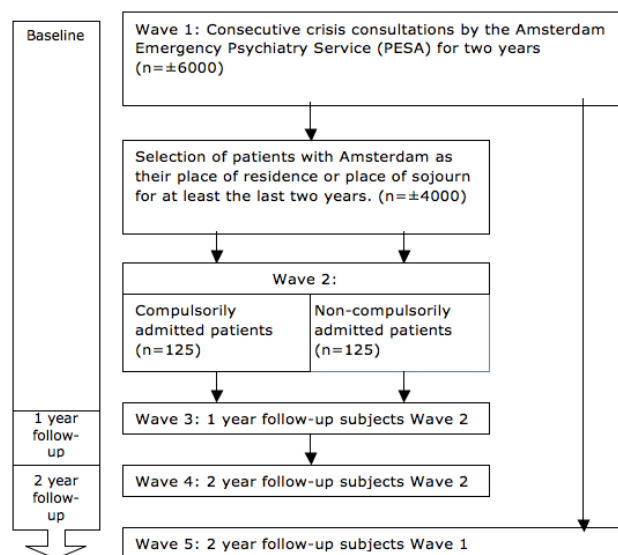 Baseline
Wave 1: Consecutive crisis consultations by the Amsterdam
Emergency Psychiatry Service (PESA) for two years
(n=±6000)
Selection of patients with Amsterdam as
their place of residence or place of sojourn
for at least the last two years. (n=±4000)
Wave 2:
Compulsorily
admitted patients
(n=125)
Non-compulsorily
admitted patients
(n=125)
1 year
follow-
up
Wave 3: 1 year follow-up subjects Wave 2
2 year
follow-
up
Wave 4: 2 year follow-up subjects Wave 2
Wave 5: 2 year follow-up subjects Wave 1